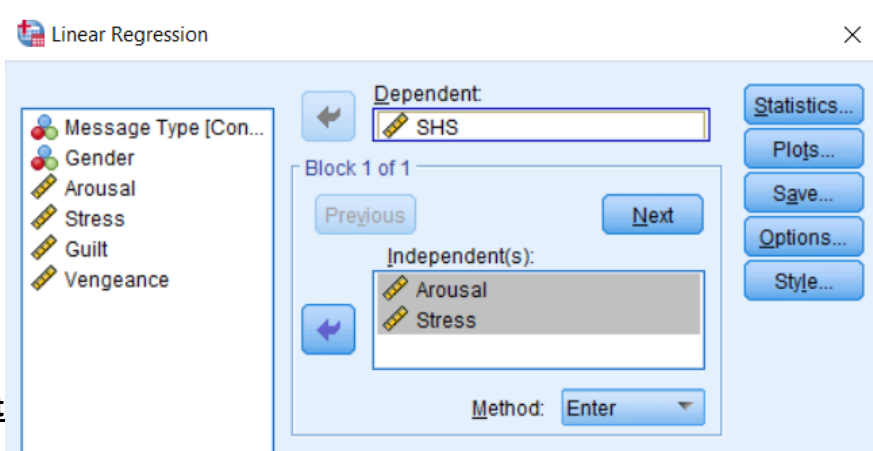 Linear Regression
Message Type [Con...
Gender
Arousal
Stress
Guilt
Vengeance
Dependent:
SHS
Block 1 of 1
Previous
Next
Independent(s):
Arousal
Stress
Method:
Enter
Statistics...
Plots...
Save...
Options...
Style...
t